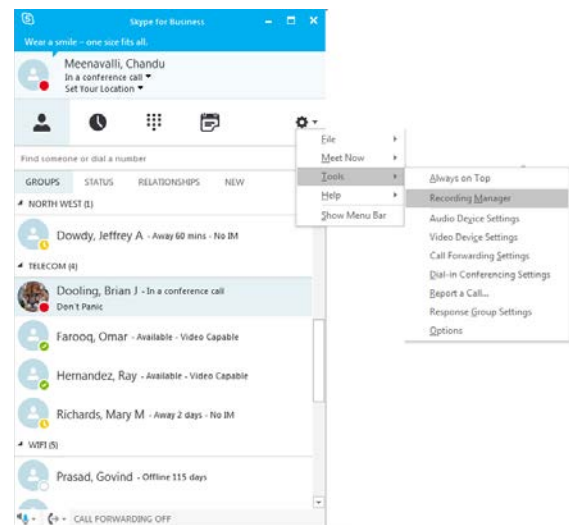 Skype for Business
Wear a smile – one size fits all.
Meenavalli, Chandu
In a conference call
Set Your Location
Find someone or dial a number
GROUPS STATUS RELATIONSHIPS NEW
NORTH WEST (1)
Dowdy, Jeffrey A - Away 60 mins - No IM
TELECOM (4)
Dooling, Brian J - In a conference call
Don't Panic
Farooq, Omar - Available - Video Capable
Hernandez, Ray - Available - Video Capable
Richards, Mary M - Away 2 days - No IM
WIFI (5)
Prasad, Govind - Offline 115 days
CALL FORWARDING OFF
File
Meet Now
Tools
Help
Show Menu Bar
Always on Top
Recording Manager
Audio Device Settings
Video Device Settings
Call Forwarding Settings
Dial-in Conferencing Settings
Report a Call...
Response Group Settings
Options